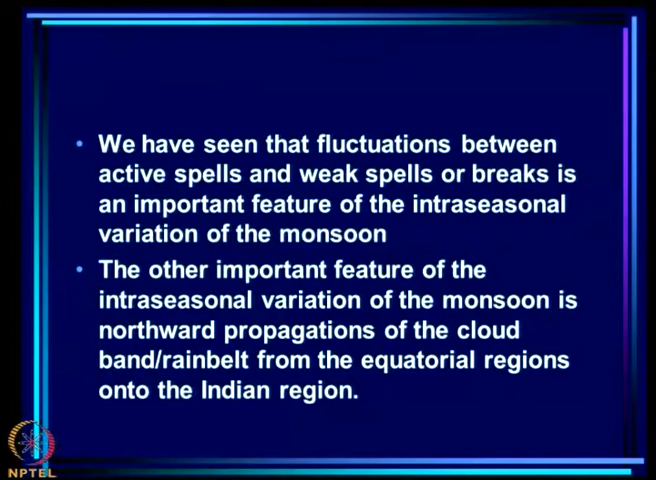 • We have seen that fluctuations between
active spells and weak spells or breaks is
an important feature of the intraseasonal
variation of the monsoon
• The other important feature of the
intraseasonal variation of the monsoon is
northward propagations of the cloud
band/rainbelt from the equatorial regions
onto the Indian region.
NPTEL